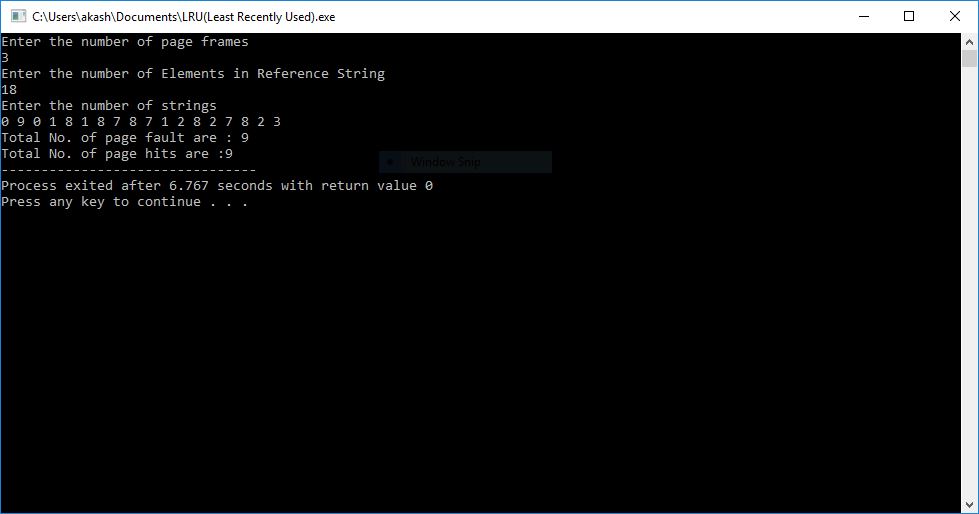 C:\Users\akash\Documents\LRU(Least Recently Used).exe
Enter the number of page frames
3
Enter the number of Elements in Reference String
18
Enter the number of strings
0 9 0 1 8 1 8 7 8 7 1 2 8 2 7 8 2 3
Total No. of page fault are : 9
Total No. of page hits are :9
Window Snip
--------------------------------
Process exited after 6.767 seconds with return value 0
Press any key to continue . . .